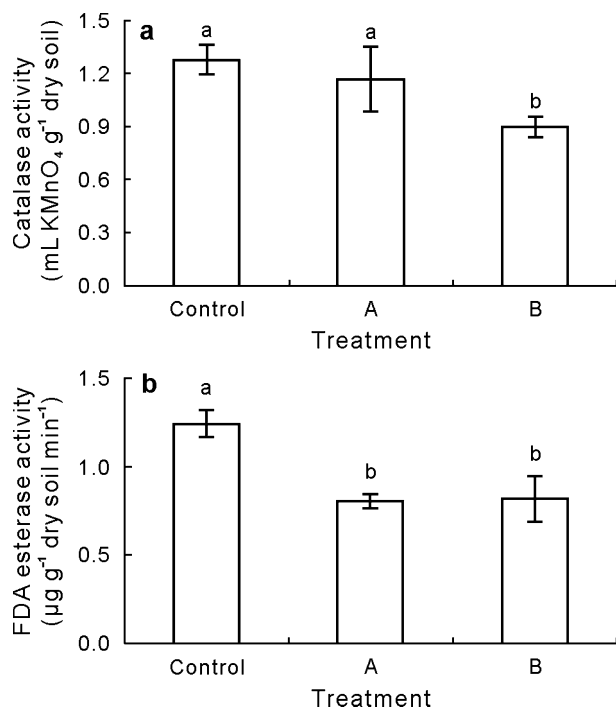 a
Catalase activity
(mL KMnO₄ g⁻¹ dry soil)
1.5
1.2
0.9
0.6
0.3
0.0
a
a
b
Control A B
Treatment
b
FDA esterase activity
(µg g⁻¹ dry soil min⁻¹)
1.5
1.0
0.5
0.0
a
b
b
Control A B
Treatment